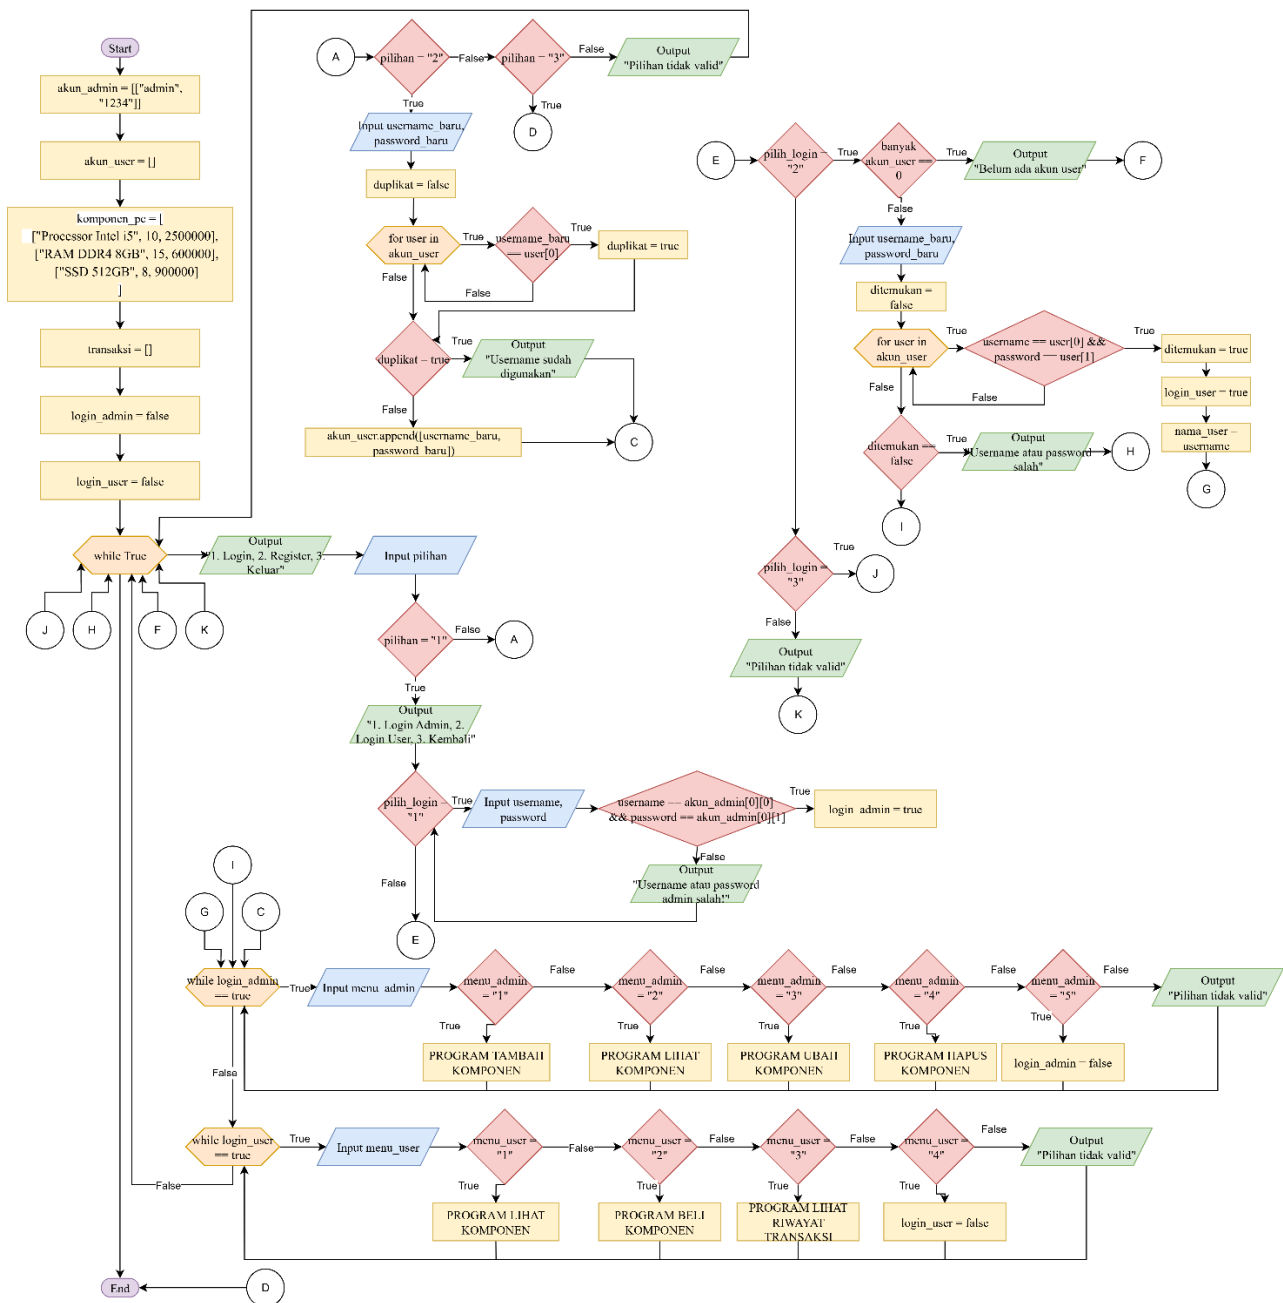 Start
akun_admin = [["admin",
"1234"]]
akun_user = []
komponen_pc = [
["Processor Intel i5", 10, 2500000],
["RAM DDR4 8GB", 15, 600000],
["SSD 512GB", 8, 900000]
]
transaksi = []
login_admin = false
login_user = false
while True
Output
"1. Login, 2. Register, 3.
Keluar"
Input pilihan
J
H
F
K
pilihan = "1"
False
A
True
Output
"1. Login Admin, 2.
Login User, 3. Kembali"
pilih_login =
"1"
True
Input username,
password
username == akun_admin[0][0]
&& password == akun_admin[0][1]
True
login_admin = true
False
Output
"Username atau password
admin salah!"
False
E
A
pilihan = "2"
False
pilihan = "3"
False
Output
"Pilihan tidak valid"
True
D
True
Input username_baru,
password_baru
duplikat = false
for user in
akun_user
True
username_baru
== user[0]
True
duplikat = true
False
False
duplikat = true
True
Output
"Username sudah
digunakan"
False
akun_user.append([username_baru,
password_baru])
C
E
pilih_login =
"2"
True
banyak
akun_user ==
0
True
Output
"Belum ada akun user"
F
False
Input username_baru,
password_baru
ditemukan =
false
for user in
akun_user
True
username == user[0] &&
password == user[1]
True
ditemukan = true
login_user = true
nama_user =
username
G
False
False
ditemukan ==
false
True
Output
"Username atau password
salah"
H
I
pilih_login =
"3"
True
J
False
Output
"Pilihan tidak valid"
K
I
G
C
while login_admin
== true
True
Input menu_admin
menu_admin
= "1"
False
menu_admin
= "2"
False
menu_admin
= "3"
False
menu_admin
= "4"
False
menu_admin
= "5"
False
Output
"Pilihan tidak valid"
True
True
True
True
True
PROGRAM TAMBAH
KOMPONEN
PROGRAM LIHAT
KOMPONEN
PROGRAM UBAH
KOMPONEN
PROGRAM HAPUS
KOMPONEN
login_admin = false
False
while login_user
== true
True
Input menu_user
menu_user =
"1"
False
menu_user =
"2"
False
menu_user =
"3"
False
menu_user =
"4"
False
Output
"Pilihan tidak valid"
False
True
True
True
True
PROGRAM LIHAT
KOMPONEN
PROGRAM BELI
KOMPONEN
PROGRAM LIHAT
RIWAYAT
TRANSAKSI
login_user = false
End
D